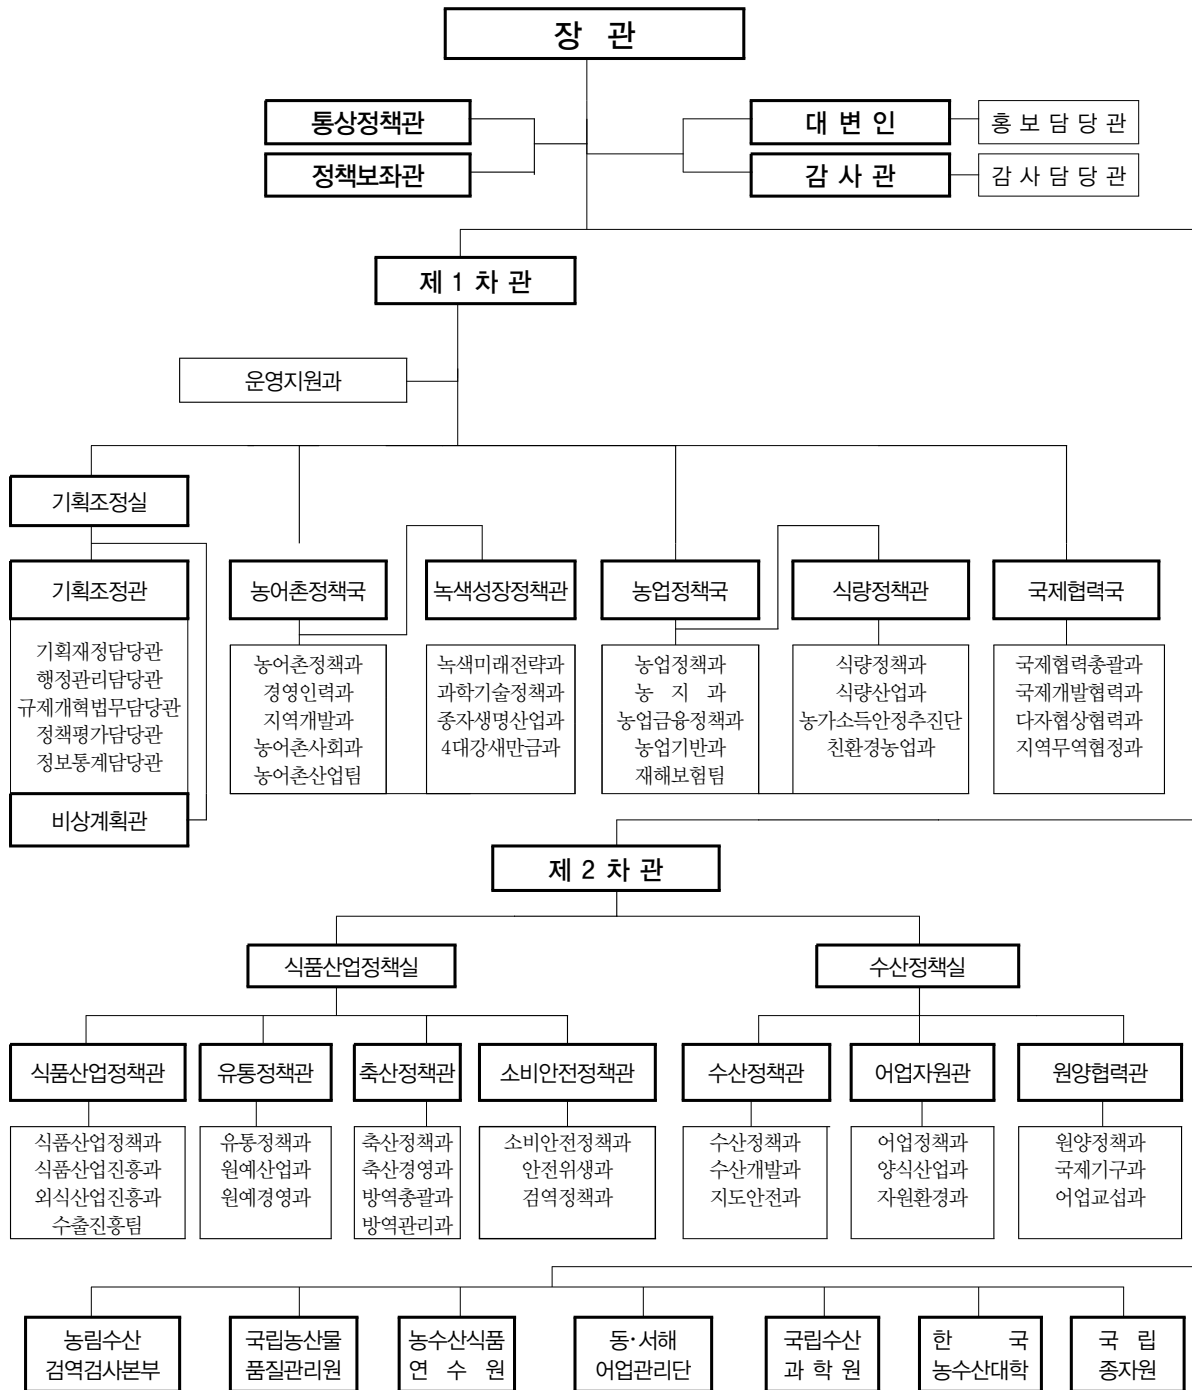 장 관
통상정책관
대 변 인
홍 보 담 당 관
정책보좌관
감 사 관
감 사 담 당 관
제 1 차 관
운영지원과
기획조정실
기획조정관
농어촌정책국
녹색성장정책관
농업정책국
식량정책관
국제협력국
기획재정담당관
행정관리담당관
규제개혁법무담당관
정책평가담당관
정보통계담당관
농어촌정책과
경영인력과
지역개발과
농어촌사회과
농어촌산업팀
녹색미래전략과
과학기술정책과
종자생명산업과
4대강새만금과
농업정책과
농 지 과
농업금융정책과
농업기반과
재해보험팀
식량정책과
식량산업과
농가소득안정추진단
친환경농업과
국제협력총괄과
국제개발협력과
다자협상협력과
지역무역협정과
비상계획관
제 2 차 관
식품산업정책실
수산정책실
식품산업정책관
유통정책관
축산정책관
소비안전정책관
수산정책관
어업자원관
원양협력관
식품산업정책과
식품산업진흥과
외식산업진흥과
수출진흥팀
유통정책과
원예산업과
원예경영과
축산정책과
축산경영과
방역총괄과
방역관리과
소비안전정책과
안전위생과
검역정책과
수산정책과
수산개발과
지도안전과
어업정책과
양식산업과
자원환경과
원양정책과
국제기구과
어업교섭과
농림수산
검역검사본부
국립농산물
품질관리원
농수산식품
연 수 원
동·서해
어업관리단
국립수산
과 학 원
한 국
농수산대학
국 립
종자원